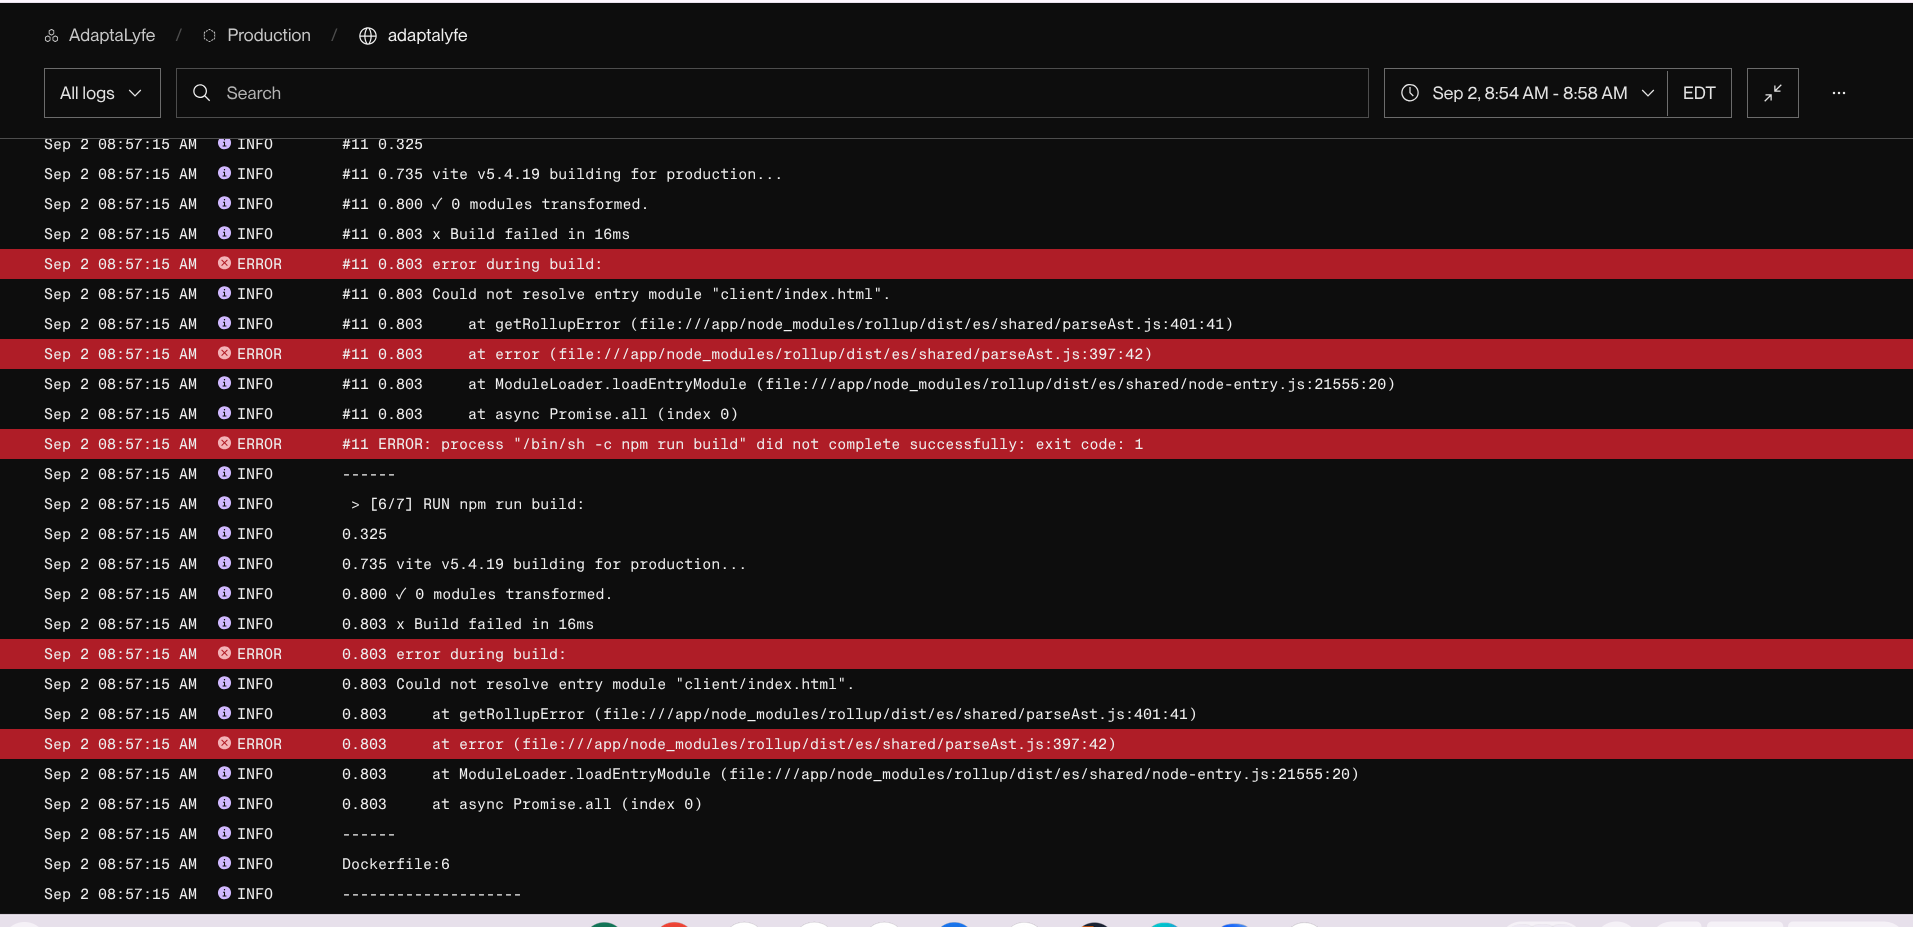 AdaptaLyfe / Production / adaptalyfe
All logs Search Sep 2, 8:54 AM - 8:58 AM EDT ...
Sep 2 08:57:15 AM INFO #11 0.325
Sep 2 08:57:15 AM INFO #11 0.735 vite v5.4.19 building for production...
Sep 2 08:57:15 AM INFO #11 0.800 ✓ 0 modules transformed.
Sep 2 08:57:15 AM INFO #11 0.803 x Build failed in 16ms
Sep 2 08:57:15 AM ERROR #11 0.803 error during build:
Sep 2 08:57:15 AM INFO #11 0.803 Could not resolve entry module "client/index.html".
Sep 2 08:57:15 AM INFO #11 0.803     at getRollupError (file:///app/node_modules/rollup/dist/es/shared/parseAst.js:401:41)
Sep 2 08:57:15 AM ERROR #11 0.803     at error (file:///app/node_modules/rollup/dist/es/shared/parseAst.js:397:42)
Sep 2 08:57:15 AM INFO #11 0.803     at ModuleLoader.loadEntryModule (file:///app/node_modules/rollup/dist/es/shared/node-entry.js:21555:20)
Sep 2 08:57:15 AM INFO #11 0.803     at async Promise.all (index 0)
Sep 2 08:57:15 AM ERROR #11 ERROR: process "/bin/sh -c npm run build" did not complete successfully: exit code: 1
Sep 2 08:57:15 AM INFO ------
Sep 2 08:57:15 AM INFO  > [6/7] RUN npm run build:
Sep 2 08:57:15 AM INFO 0.325
Sep 2 08:57:15 AM INFO 0.735 vite v5.4.19 building for production...
Sep 2 08:57:15 AM INFO 0.800 ✓ 0 modules transformed.
Sep 2 08:57:15 AM INFO 0.803 x Build failed in 16ms
Sep 2 08:57:15 AM ERROR 0.803 error during build:
Sep 2 08:57:15 AM INFO 0.803 Could not resolve entry module "client/index.html".
Sep 2 08:57:15 AM INFO 0.803     at getRollupError (file:///app/node_modules/rollup/dist/es/shared/parseAst.js:401:41)
Sep 2 08:57:15 AM ERROR 0.803     at error (file:///app/node_modules/rollup/dist/es/shared/parseAst.js:397:42)
Sep 2 08:57:15 AM INFO 0.803     at ModuleLoader.loadEntryModule (file:///app/node_modules/rollup/dist/es/shared/node-entry.js:21555:20)
Sep 2 08:57:15 AM INFO 0.803     at async Promise.all (index 0)
Sep 2 08:57:15 AM INFO ------
Sep 2 08:57:15 AM INFO Dockerfile:6
Sep 2 08:57:15 AM INFO --------------------